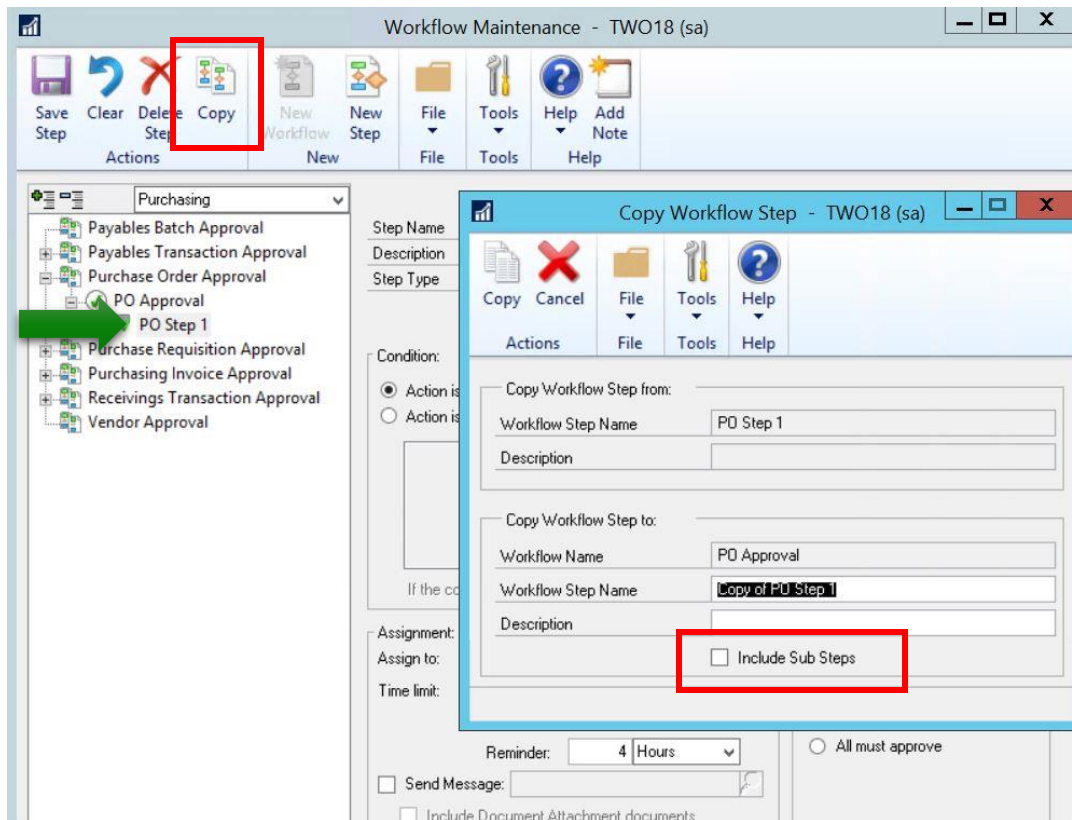 Workflow Maintenance - TWO18 (sa)
Save Step
Clear
Delete Step
Copy
New Workflow
New Step
File
Tools
Help
Add Note
Actions
New
File
Tools
Help
Purchasing
Payables Batch Approval
Payables Transaction Approval
Purchase Order Approval
PO Approval
PO Step 1
Purchase Requisition Approval
Purchasing Invoice Approval
Receivings Transaction Approval
Vendor Approval
Step Name
Description
Step Type
Condition:
Action is
Action is
If the co
Assignment:
Assign to:
Time limit:
Reminder: 4 Hours
Send Message:
Include Document Attachment documents
All must approve
Copy Workflow Step - TWO18 (sa)
Copy
Cancel
File
Tools
Help
Actions
File
Tools
Help
Copy Workflow Step from:
Workflow Step Name PO Step 1
Description
Copy Workflow Step to:
Workflow Name PO Approval
Workflow Step Name Copy of PO Step 1
Description
Include Sub Steps